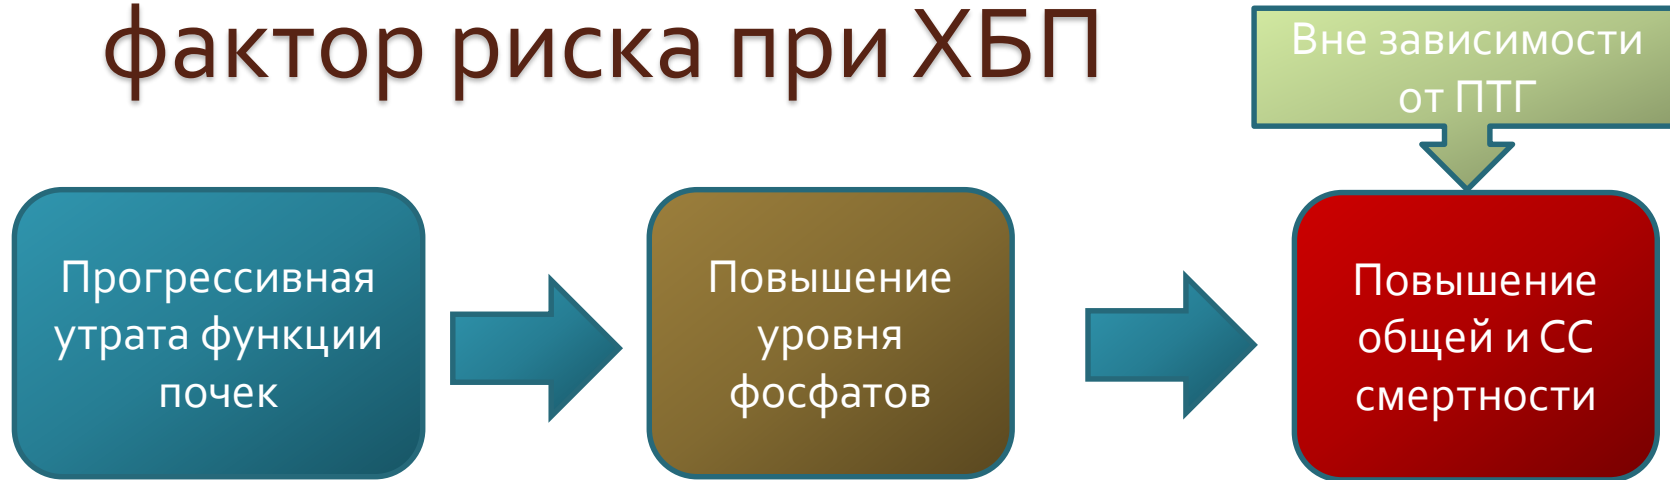 фактор риска при ХБП
Вне зависимости
от ПТГ
Прогрессивная
утрата функции
почек
Повышение
уровня
фосфатов
Повышение
общей и СС
смертности